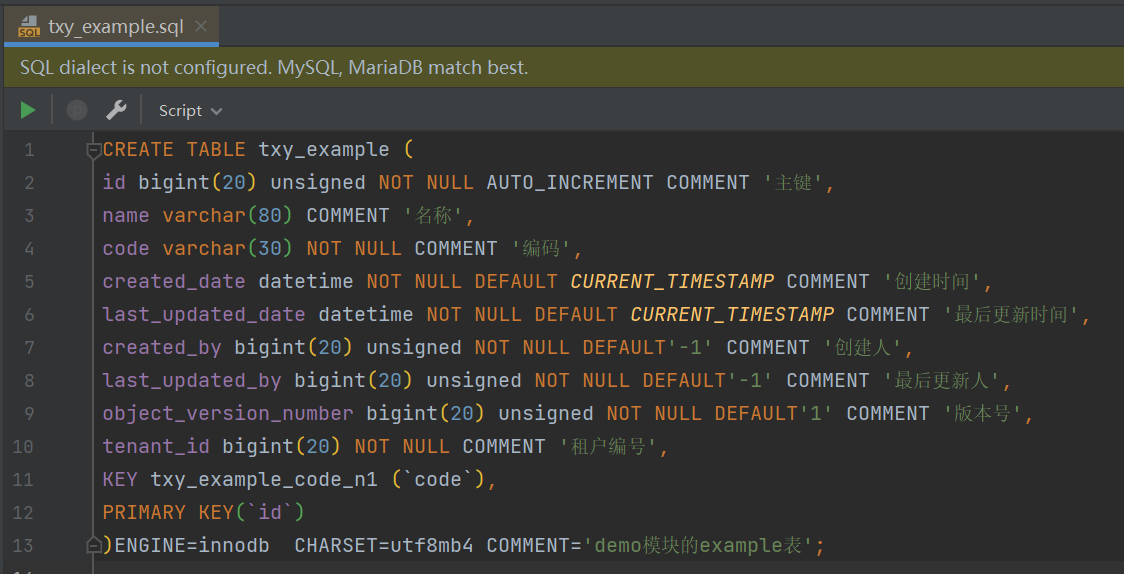 SQL txy_example.sql
SQL dialect is not configured. MySQL, MariaDB match best.
Script
1 CREATE TABLE txy_example (
2 id bigint(20) unsigned NOT NULL AUTO_INCREMENT COMMENT '主键',
3 name varchar(80) COMMENT '名称',
4 code varchar(30) NOT NULL COMMENT '编码',
5 created_date datetime NOT NULL DEFAULT CURRENT_TIMESTAMP COMMENT '创建时间',
6 last_updated_date datetime NOT NULL DEFAULT CURRENT_TIMESTAMP COMMENT '最后更新时间',
7 created_by bigint(20) unsigned NOT NULL DEFAULT'-1' COMMENT '创建人',
8 last_updated_by bigint(20) unsigned NOT NULL DEFAULT'-1' COMMENT '最后更新人',
9 object_version_number bigint(20) unsigned NOT NULL DEFAULT'1' COMMENT '版本号',
10 tenant_id bigint(20) NOT NULL COMMENT '租户编号',
11 KEY txy_example_code_n1 (`code`),
12 PRIMARY KEY(`id`)
13 )ENGINE=innodb  CHARSET=utf8mb4 COMMENT='demo模块的example表';